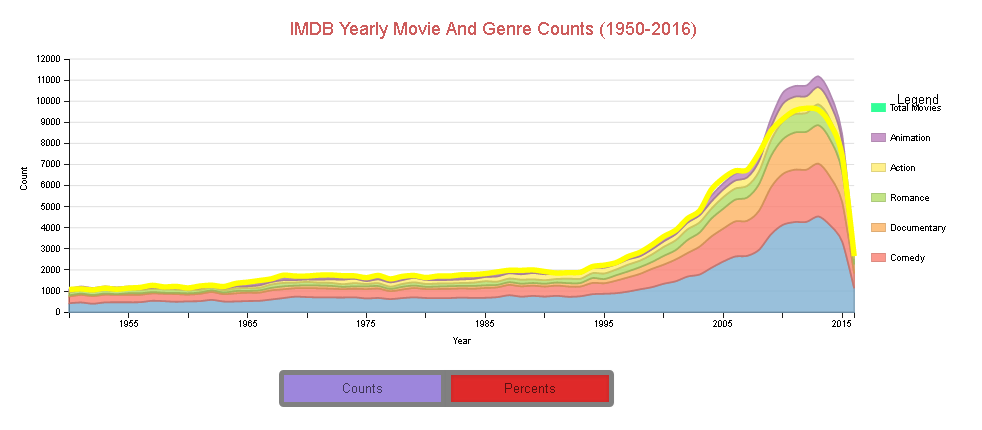 IMDB Yearly Movie And Genre Counts (1950-2016)
12000
11000
10000
9000
8000
7000
6000
5000
4000
3000
2000
1000
0
Count
1955
1965
1975
1985
1995
2005
2015
Year
Legend
Total Movies
Animation
Action
Romance
Documentary
Comedy
Counts
Percents